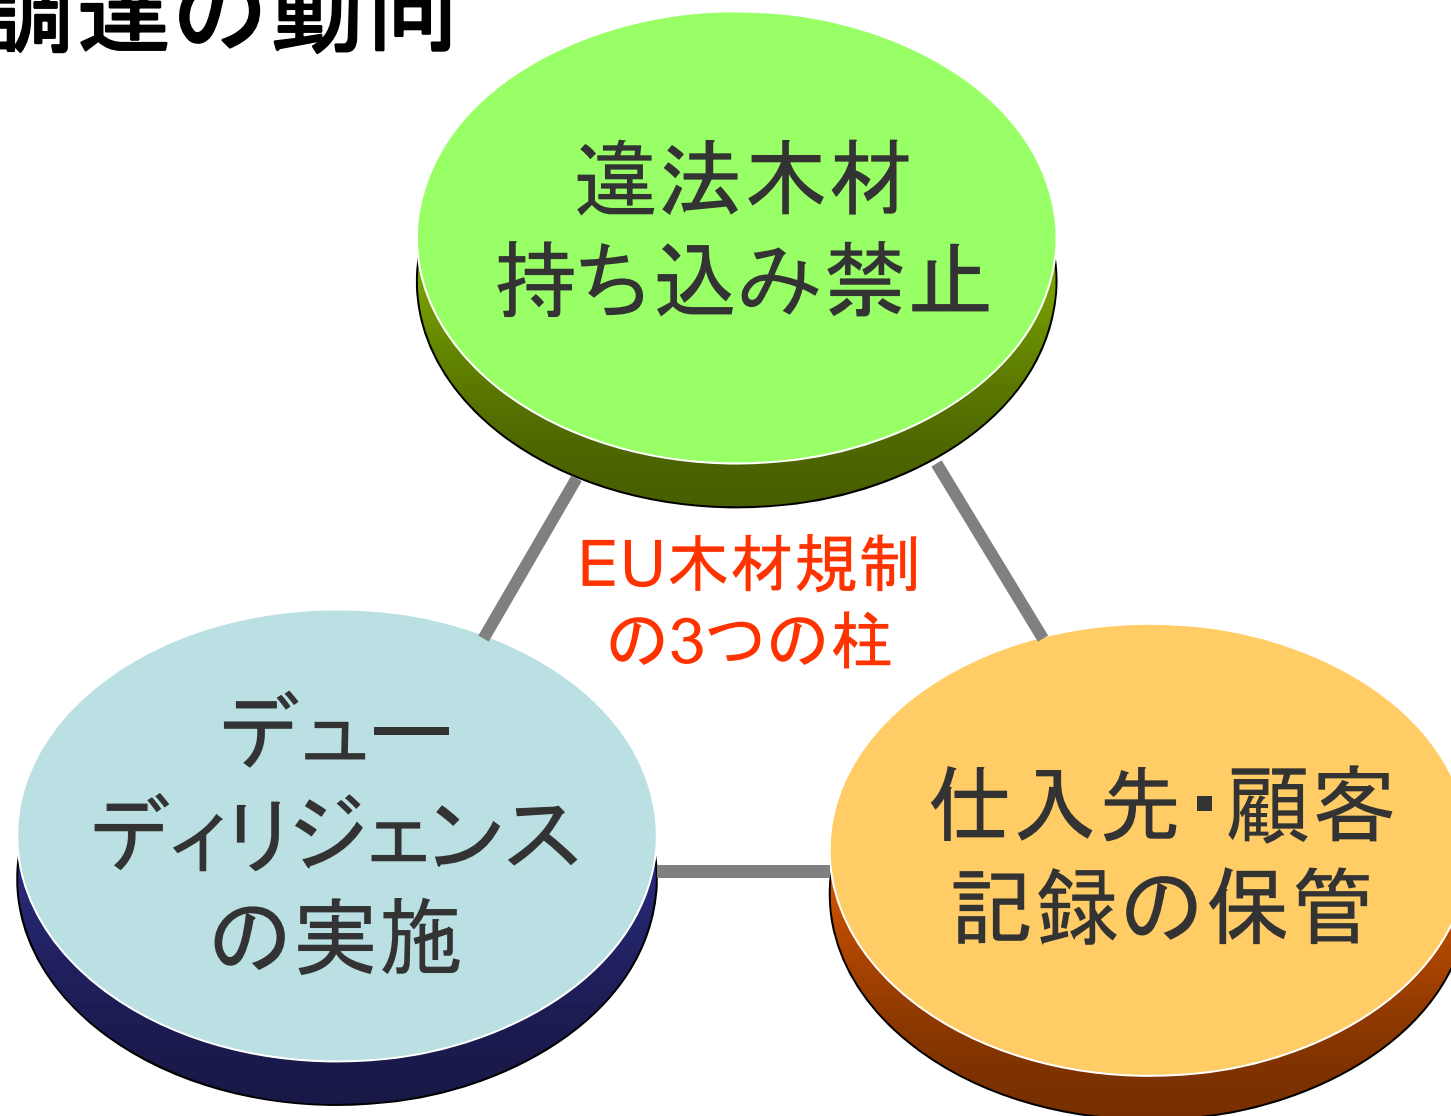 調達の動向
違法木材
持ち込み禁止
EU木材規制
の3つの柱
デュー
ディリジェンス
の実施
仕入先・顧客
記録の保管